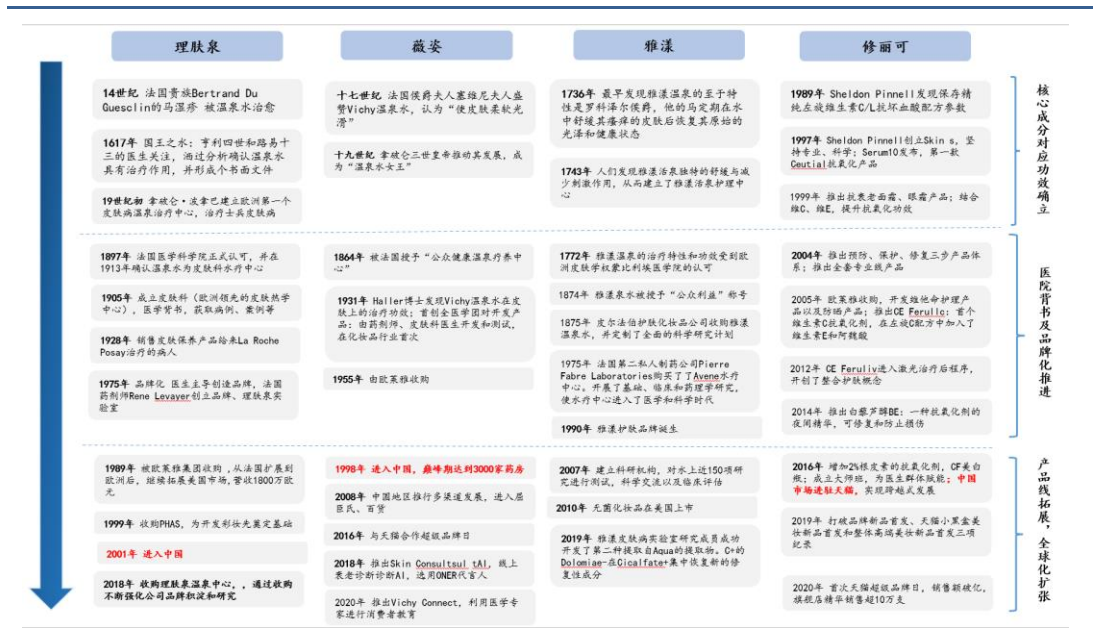 理肤泉
薇姿
雅漾
修丽可
14世纪 法国贵族Bertrand Du
Guesclin的马湿疹 被温泉水治愈
1617年 国王之水：亨利四世和路易十
三的医生关注，通过分析确认温泉水
具有治疗作用，并形成个书面文件
19世纪初 拿破仑·波拿巴建立欧洲第一个
皮肤病温泉治疗中心，治疗士兵皮肤病
十七世纪 法国侯爵夫人塞维尼夫人盛
赞Vichy温泉水，认为“使皮肤柔软光
滑”
十九世纪 拿破仑三世皇帝推动其发展，成
为“温泉水女王”
1736年 最早发现雅漾温泉的至于特
性是罗科泽尔侯爵，他的马定期在水
中舒缓其瘙痒的皮肤后恢复其原始的
光泽和健康状态
1743年 人们发现雅漾活泉独特的舒缓与减
少刺激作用，从而建立了雅漾活泉护理中
心
1989年 Sheldon Pinnell发现保存精
纯左旋维生素C/L抗坏血酸配方参数
1997年 Sheldon Pinnell创立Skin s，坚
持专业、科学；Serum10发布，第一款
Ceutial抗氧化产品
1999年 推出抗衰老面霜、眼霜产品；结合
维C、维E，提升抗氧化功效
核心成分对应功效确立
1897年 法国医学科学院正式认可，并在
1913年确认温泉水为皮肤科水疗中心
1905年 成立皮肤科（欧洲领先的皮肤热学
中心），医学背书，获取病例、案例等
1928年 销售皮肤保养产品给来La Roche
Posay治疗的病人
1975年 品牌化 医生主导创造品牌，法国
药剂师Rene Levayer创立品牌、理肤泉实
验室
1864年 被法国授予“公众健康温泉疗养中
心”
1931年 Haller博士发现Vichy温泉水在皮
肤上的治疗功效；首创全医学团对开发产
品：由药剂师、皮肤科医生开发和测试，
在化妆品行业首次
1955年 由欧莱雅收购
1772年 雅漾温泉的治疗特性和功效受到欧
洲皮肤学权蒙比利埃医学院的认可
1874年 雅漾泉水被授予“公众利益”称号
1875年 皮尔法伯护肤化妆品公司收购雅漾
温泉水，并定制了全面的科学研究计划
1975年 法国第二私人制药公司Pierre
Fabre Laboratories购买了了Avene水疗
中心。开展了基础、临床和药理学研究，
使水疗中心进入了医学和科学时代
1990年 雅漾护肤品牌诞生
2004年 推出预防、保护、修复三步产品体
系；推出全套专业线产品
2005年 欧莱雅收购，开发维他命护理产
品以及防晒产品；推出CE Ferullc：首个
维生素C抗氧化剂，在左旋C配方中加入了
维生素E和阿魏酸
2012年 CE Feruliv进入激光治疗后程序，
开创了整合护肤概念
2014年 推出白藜芦醇BE：一种抗氧化剂的
夜间精华，可修复和防止损伤
医院背书及品牌化推进
1989年 被欧莱雅集团收购，从法国扩展到
欧洲后，继续拓展美国市场，营收1800万欧
元
1999年 收购PHAS，为开发彩妆先奠定基础
2001年 进入中国
2018年 收购理肤泉温泉中心，，通过收购
不断强化公司品牌积淀和研究
1998年 进入中国，巅峰期达到3000家药房
2008年 中国地区推行多渠道发展，进入屈
臣氏、百货
2016年 与天猫合作超级品牌日
2018年 推出Skin Consultsul tAI，线上
衰老诊断诊断AI，选用ONER代言人
2020年 推出Vichy Connect，利用医学专
家进行消费者教育
2007年 建立科研机构，对水上近150项研
究进行测试，科学交流以及临床评估
2010年 无菌化妆品在美国上市
2019年 雅漾皮肤病实验室研究成员成功
开发了第二种提取自Aqua的提取物。C+的
Dolomiae-在Cicalfate+集中恢复新的修
复性成分
2016年 增加2%根皮素的抗氧化剂，CF美白
瓶；成立大师班，为医生群体赋能；中国
市场进驻天猫，实现跨越式发展
2019年 打破品牌新品首发、天猫小黑盒美
妆新品首发和整体高端美妆新品首发三项
纪录
2020年 首次天猫超级品牌日，销售额破亿，
旗舰店精华销售超10万支
产品线拓展，全球化扩张